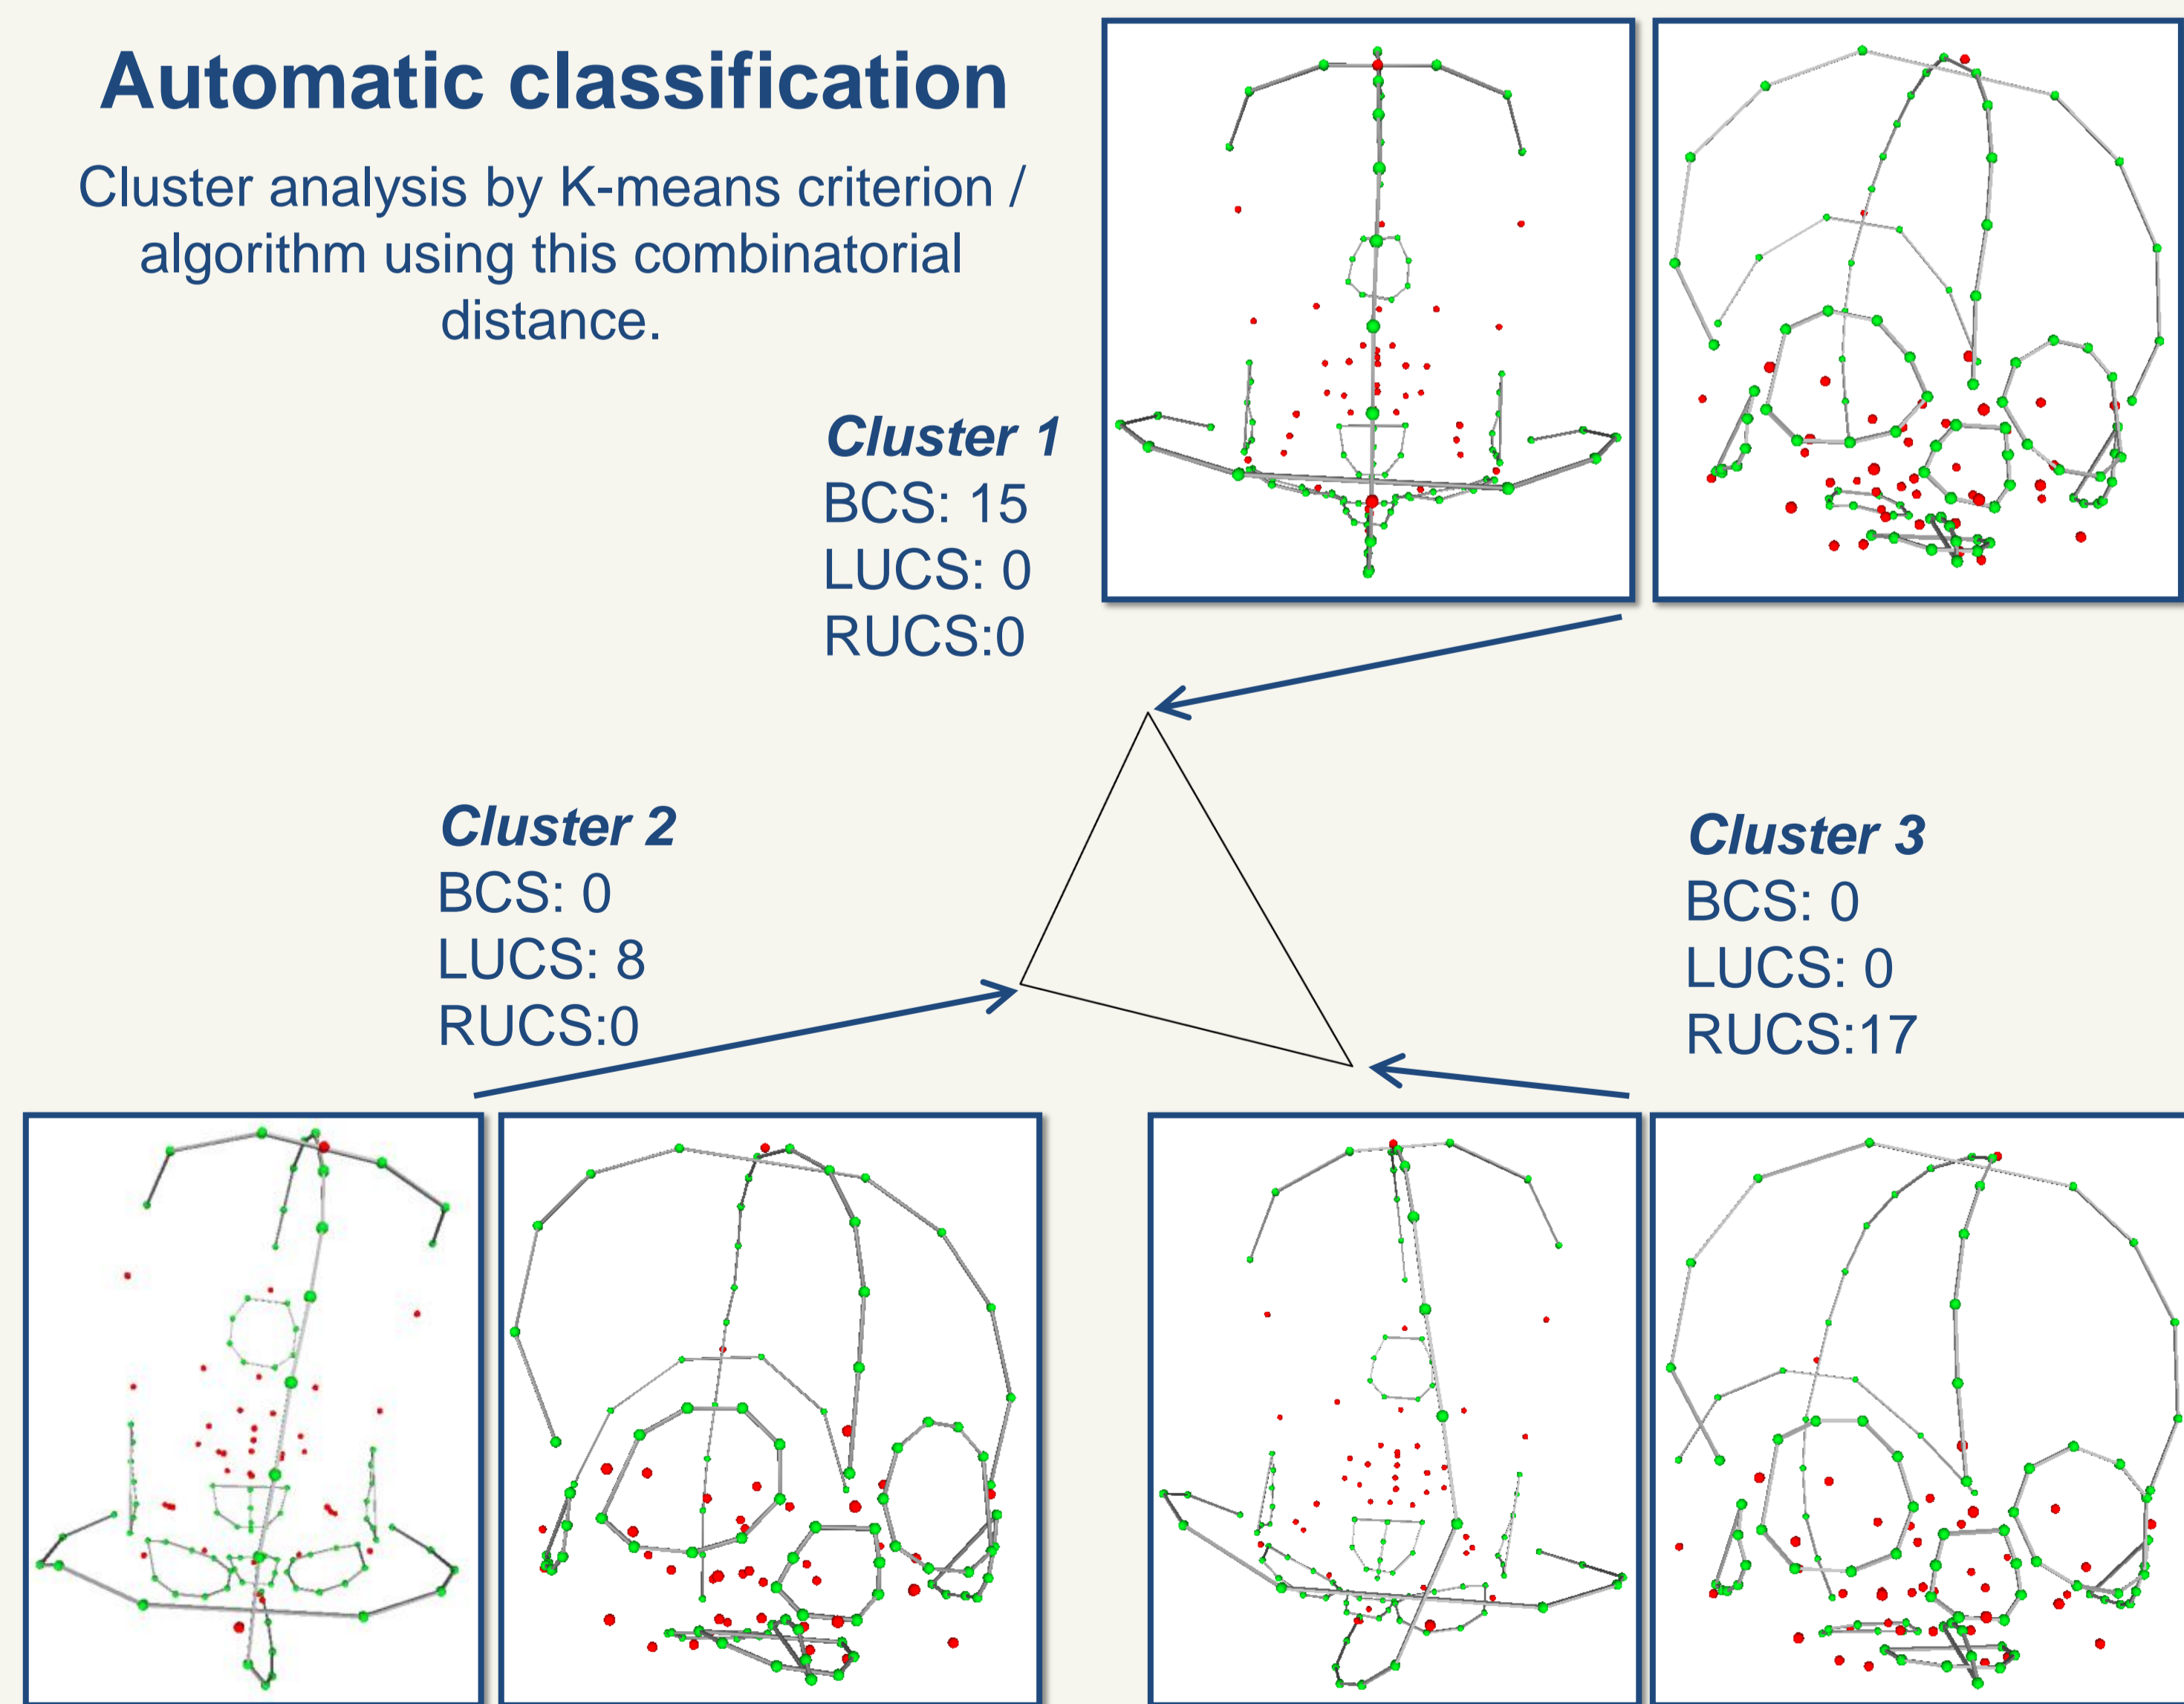 Automatic classification
Cluster analysis by K-means criterion /
algorithm using this combinatorial
distance.
Cluster 1
BCS: 15
LUCS: 0
RUCS:0
Cluster 2
BCS: 0
LUCS: 8
RUCS:0
Cluster 3
BCS: 0
LUCS: 0
RUCS:17